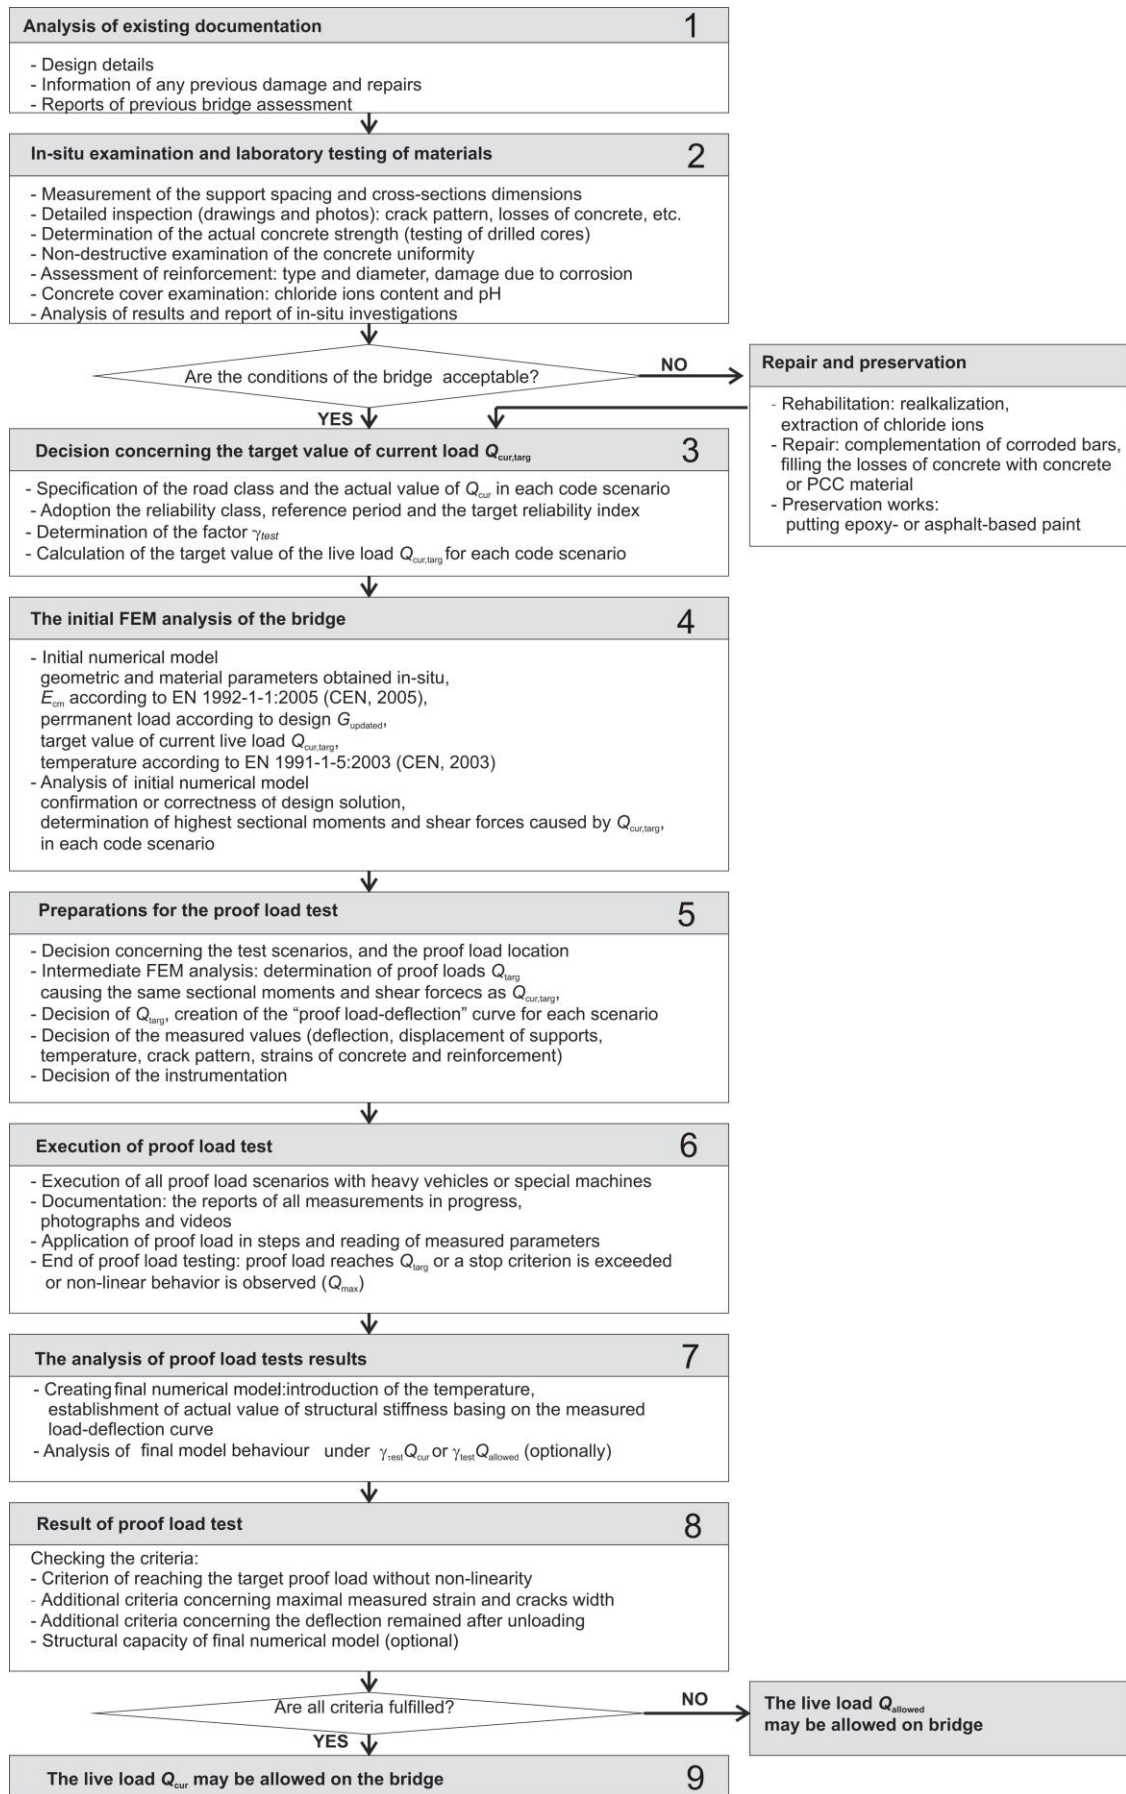 Analysis of existing documentation 1
- Design details
- Information of any previous damage and repairs
- Reports of previous bridge assessment
In-situ examination and laboratory testing of materials 2
- Measurement of the support spacing and cross-sections dimensions
- Detailed inspection (drawings and photos): crack pattern, losses of concrete, etc.
- Determination of the actual concrete strength (testing of drilled cores)
- Non-destructive examination of the concrete uniformity
- Assessment of reinforcement: type and diameter, damage due to corrosion
- Concrete cover examination: chloride ions content and pH
- Analysis of results and report of in-situ investigations
Are the conditions of the bridge acceptable?
NO
YES
Repair and preservation
- Rehabilitation: realkalization,
extraction of chloride ions
- Repair: complementation of corroded bars,
filling the losses of concrete with concrete
or PCC material
- Preservation works:
putting epoxy- or asphalt-based paint
Decision concerning the target value of current load Qcur,targ 3
- Specification of the road class and the actual value of Qcur in each code scenario
- Adoption the reliability class, reference period and the target reliability index
- Determination of the factor γtest
- Calculation of the target value of the live load Qcur,targ for each code scenario
The initial FEM analysis of the bridge 4
- Initial numerical model
geometric and material parameters obtained in-situ,
Ecm according to EN 1992-1-1:2005 (CEN, 2005),
perrmanent load according to design Gupdated,
target value of current live load Qcur,targ,
temperature according to EN 1991-1-5:2003 (CEN, 2003)
- Analysis of initial numerical model
confirmation or correctness of design solution,
determination of highest sectional moments and shear forces caused by Qcur,targ,
in each code scenario
Preparations for the proof load test 5
- Decision concerning the test scenarios, and the proof load location
- Intermediate FEM analysis: determination of proof loads Qtarg
causing the same sectional moments and shear forcecs as Qcur,targ,
- Decision of Qtarg, creation of the “proof load-deflection” curve for each scenario
- Decision of the measured values (deflection, displacement of supports,
temperature, crack pattern, strains of concrete and reinforcement)
- Decision of the instrumentation
Execution of proof load test 6
- Execution of all proof load scenarios with heavy vehicles or special machines
- Documentation: the reports of all measurements in progress,
photographs and videos
- Application of proof load in steps and reading of measured parameters
- End of proof load testing: proof load reaches Qtarg or a stop criterion is exceeded
or non-linear behavior is observed (Qmax)
The analysis of proof load tests results 7
- Creating final numerical model:introduction of the temperature,
establishment of actual value of structural stiffness basing on the measured
load-deflection curve
- Analysis of final model behaviour under γτestQcur or γtestQallowed (optionally)
Result of proof load test 8
Checking the criteria:
- Criterion of reaching the target proof load without non-linearity
- Additional criteria concerning maximal measured strain and cracks width
- Additional criteria concerning the deflection remained after unloading
- Structural capacity of final numerical model (optional)
Are all criteria fulfilled?
NO
YES
The live load Qallowed
may be allowed on bridge
The live load Qcur may be allowed on the bridge 9